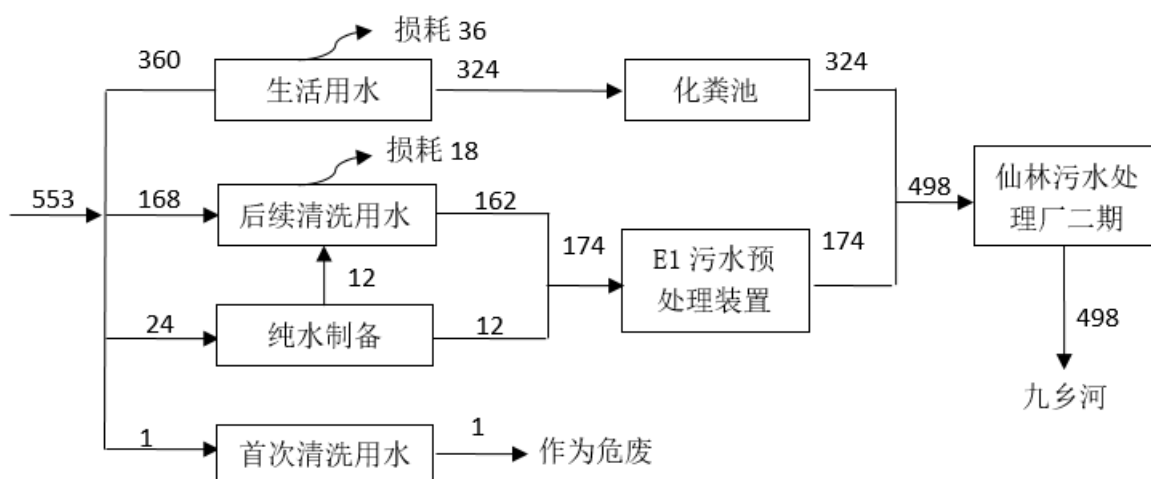 损耗 36
360
生活用水
324
化粪池
324
损耗 18
553
168
后续清洗用水
162
498
仙林污水处
理厂二期
12
174
E1 污水预
处理装置
174
24
纯水制备
12
498
九乡河
1
首次清洗用水
1
作为危废